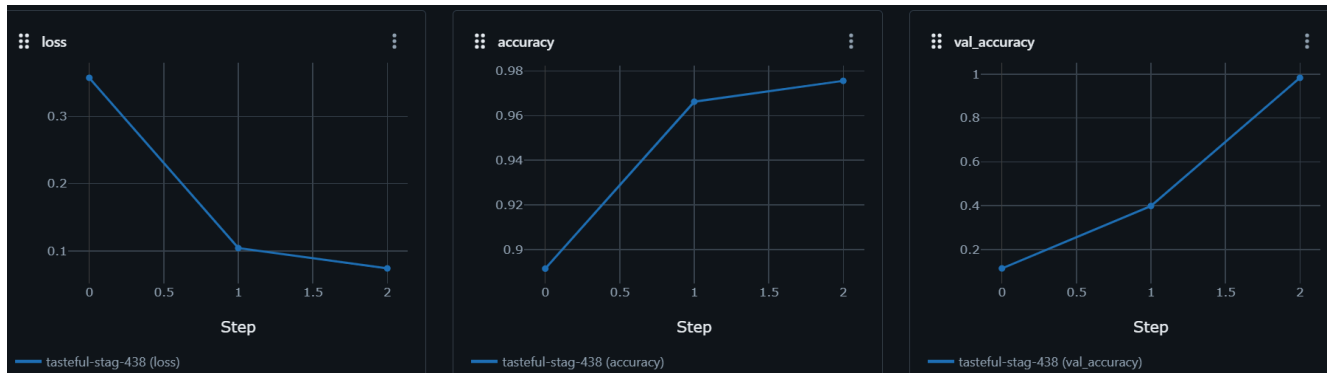 loss
0.3
0.2
0.1
0 0.5 1 1.5 2
Step
tasteful-stag-438 (loss)
accuracy
0.98
0.96
0.94
0.92
0.9
0 0.5 1 1.5 2
Step
tasteful-stag-438 (accuracy)
val_accuracy
1
0.8
0.6
0.4
0.2
0 0.5 1 1.5 2
Step
tasteful-stag-438 (val_accuracy)